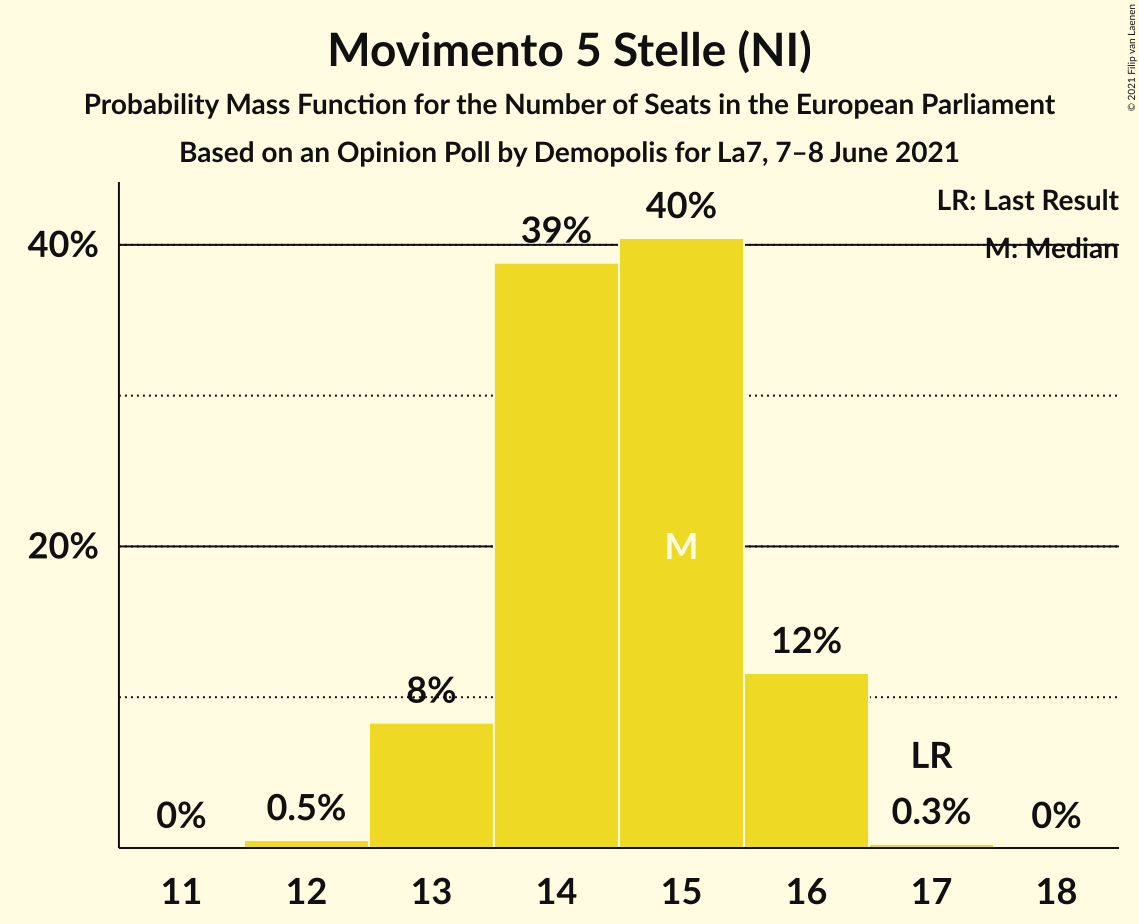 Movimento 5 Stelle (NI)
Probability Mass Function for the Number of Seats in the European Parliament
Based on an Opinion Poll by Demopolis for La7, 7–8 June 2021
© 2021 Filip van Laenen
LR: Last Result
M: Median
40%
20%
0%
0.5%
8%
39%
40%
M
12%
LR
0.3%
0%
11 12 13 14 15 16 17 18